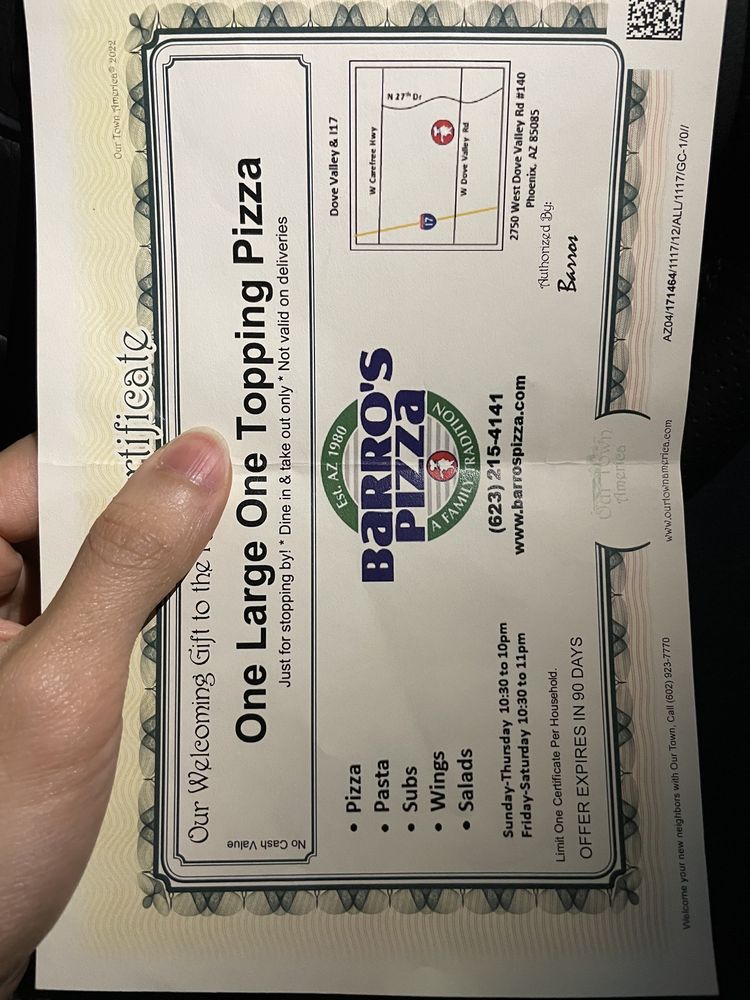 Our Town America® 2022
Our Welcoming Gift to the
One Large One Topping Pizza
Just for stopping by! * Dine in & take out only * Not valid on deliveries
No Cash Value
• Pizza
• Pasta
• Subs
• Wings
• Salads
Est. AZ 1980
BARRO'S
PIZZA
A FAMILY TRADITION
(623) 215-4141
www.barrospizza.com
Dove Valley & I17
N 27th Dr
W Carefree Hwy
W Dove Valley Rd
17
2750 West Dove Valley Rd #140
Phoenix, AZ 85085
Authorized By:
Barros
Sunday-Thursday 10:30 to 10pm
Friday-Saturday 10:30 to 11pm
Limit One Certificate Per Household.
OFFER EXPIRES IN 90 DAYS
Our Town
America
Welcome your new neighbors with Our Town, Call (602) 923-7770
www.ourtownamerica.com
AZ04/171464/1117/12/ALL/1117/GC-1/0//